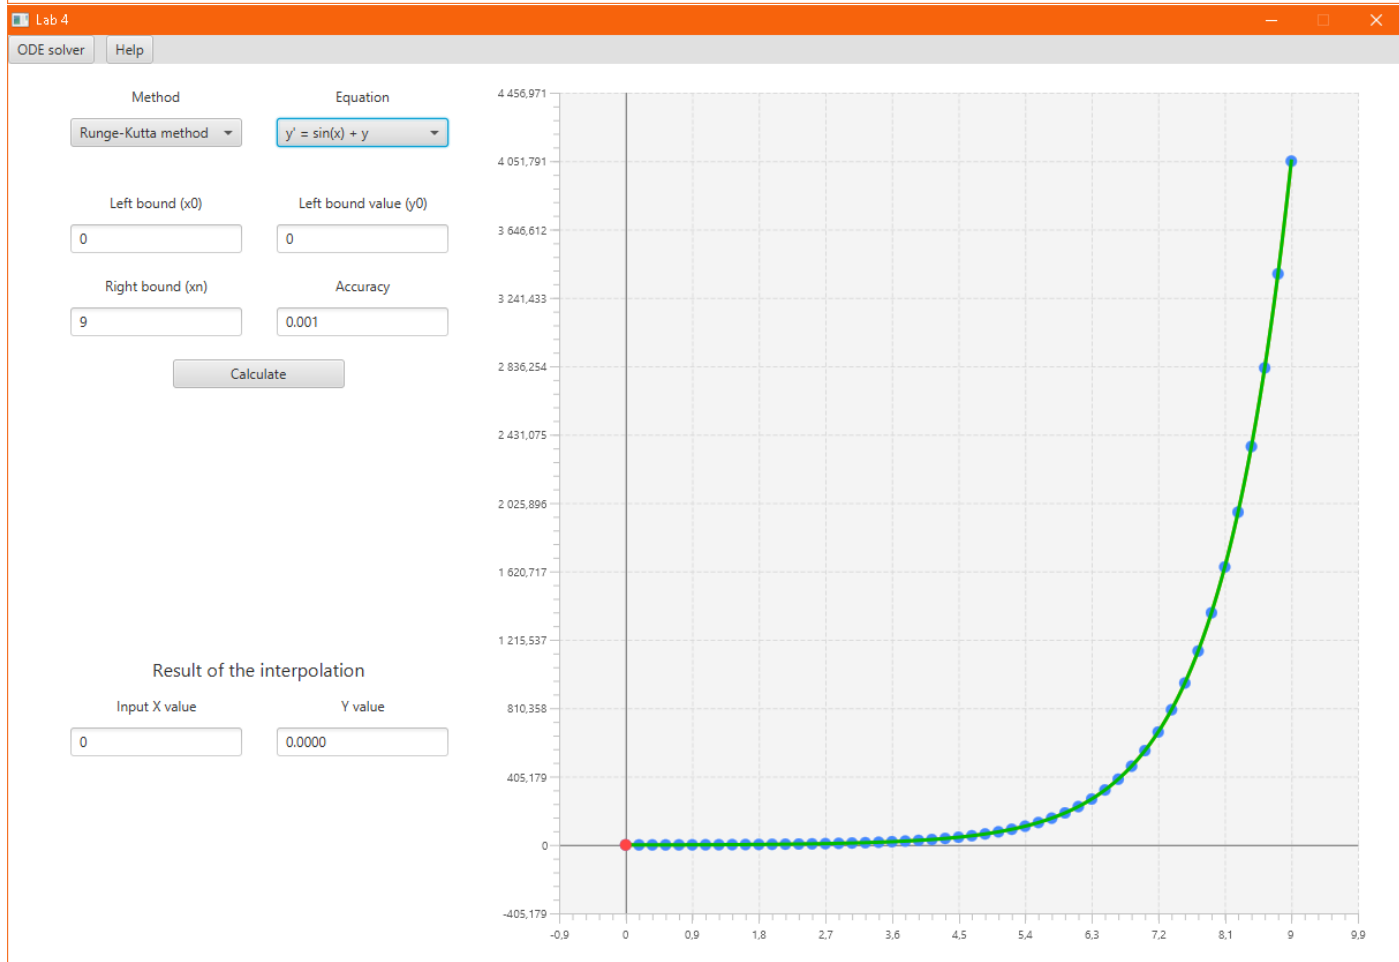 Lab 4
ODE solver Help
Method Equation
Runge-Kutta method y' = sin(x) + y
Left bound (x0) Left bound value (y0)
0 0
Right bound (xn) Accuracy
9 0.001
Calculate
Result of the interpolation
Input X value Y value
0 0.0000
4 456,971
4 051,791
3 646,612
3 241,433
2 836,254
2 431,075
2 025,896
1 620,717
1 215,537
810,358
405,179
0
-405,179
-0,9 0 0,9 1,8 2,7 3,6 4,5 5,4 6,3 7,2 8,1 9 9,9